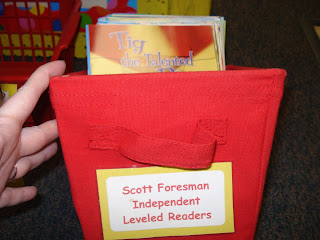 Tig
the Talented
Scott Foresman
Independent
Leveled Readers